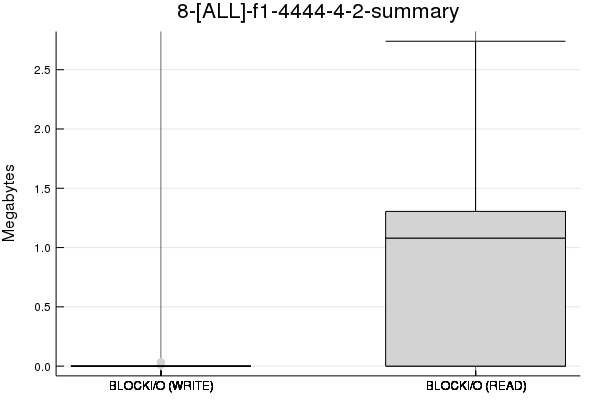 8-[ALL]-f1-4444-4-2-summary
Megabytes
2.5
2.0
1.5
1.0
0.5
0.0
BLOCKI/O (WRITE)
BLOCKI/O (READ)